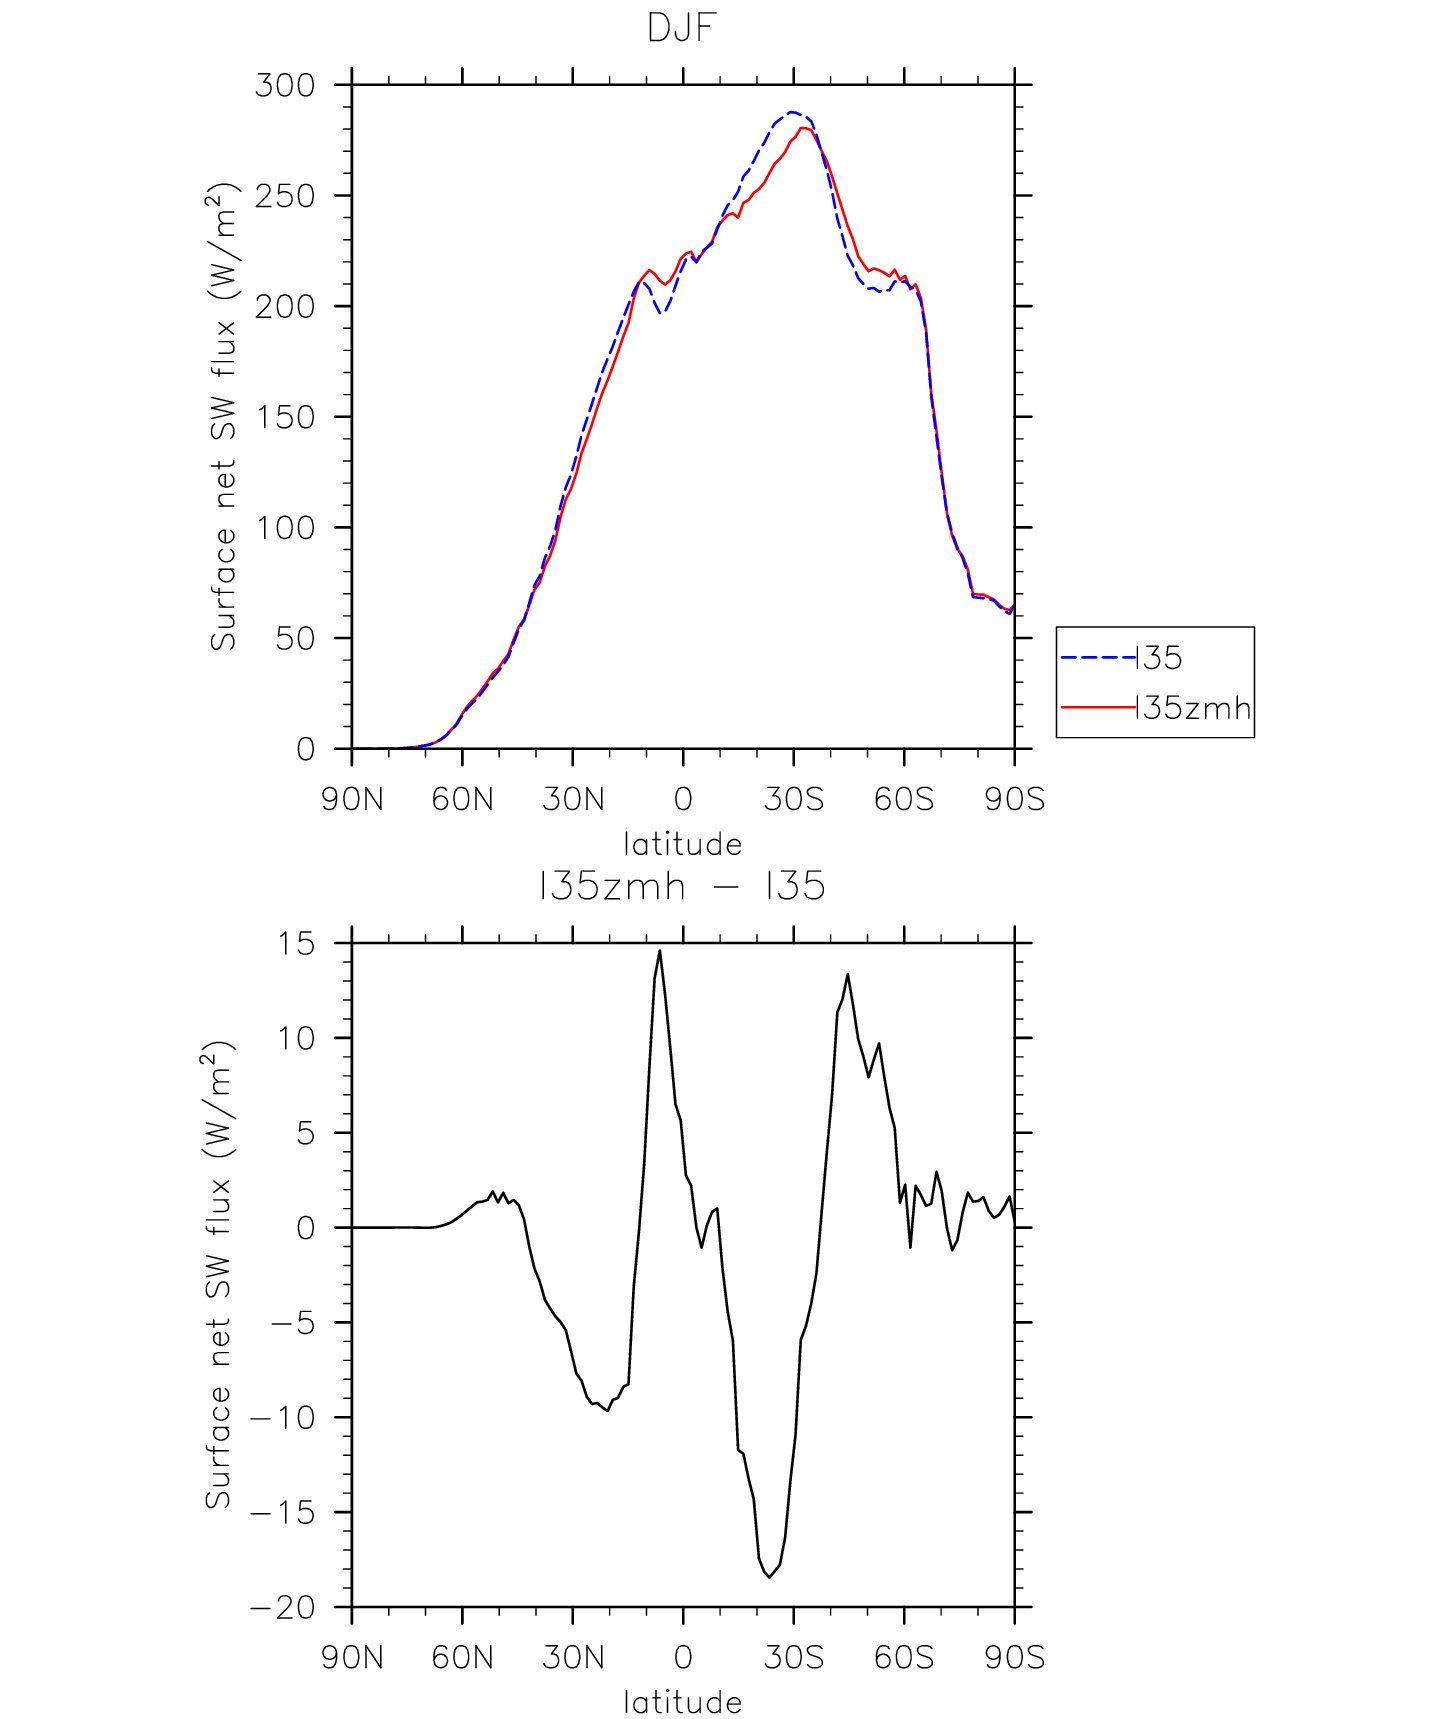 DJF
Surface net SW flux (W/m²)
300
250
200
150
100
50
0
90N 60N 30N 0 30S 60S 90S
latitude
I35
I35zmh
I35zmh − I35
Surface net SW flux (W/m²)
15
10
5
0
−5
−10
−15
−20
90N 60N 30N 0 30S 60S 90S
latitude